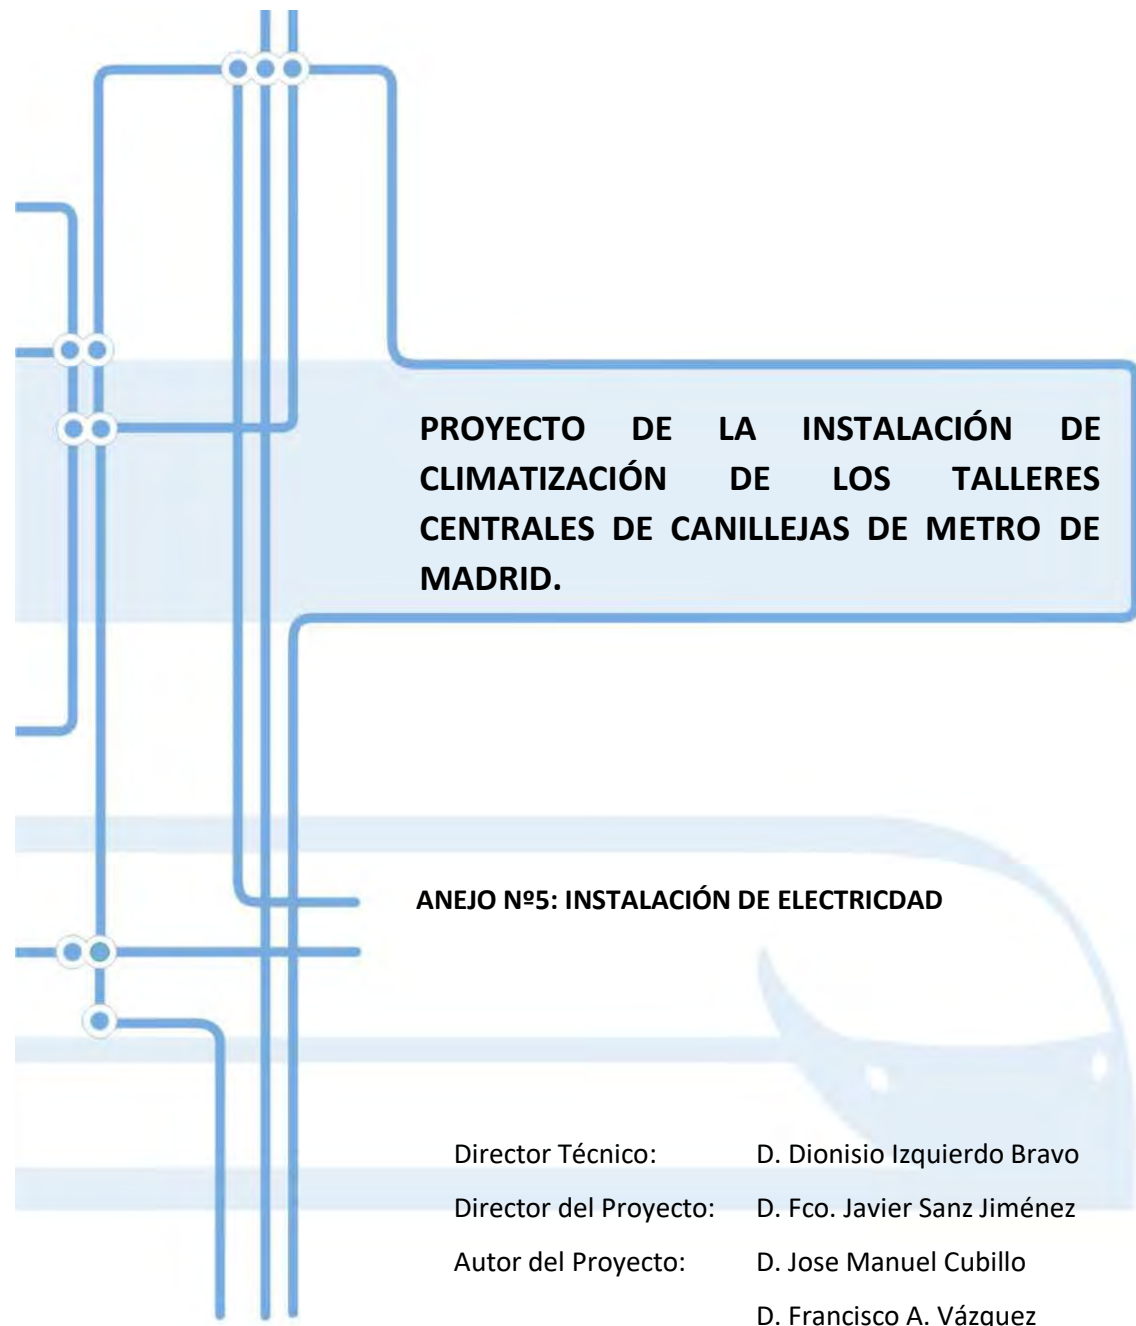 PROYECTO DE LA INSTALACIÓN DE
CLIMATIZACIÓN DE LOS TALLERES
CENTRALES DE CANILLEJAS DE METRO DE
MADRID.
ANEJO Nº5: INSTALACIÓN DE ELECTRICDAD
Director Técnico: D. Dionisio Izquierdo Bravo
Director del Proyecto: D. Fco. Javier Sanz Jiménez
Autor del Proyecto: D. Jose Manuel Cubillo
D. Francisco A. Vázquez